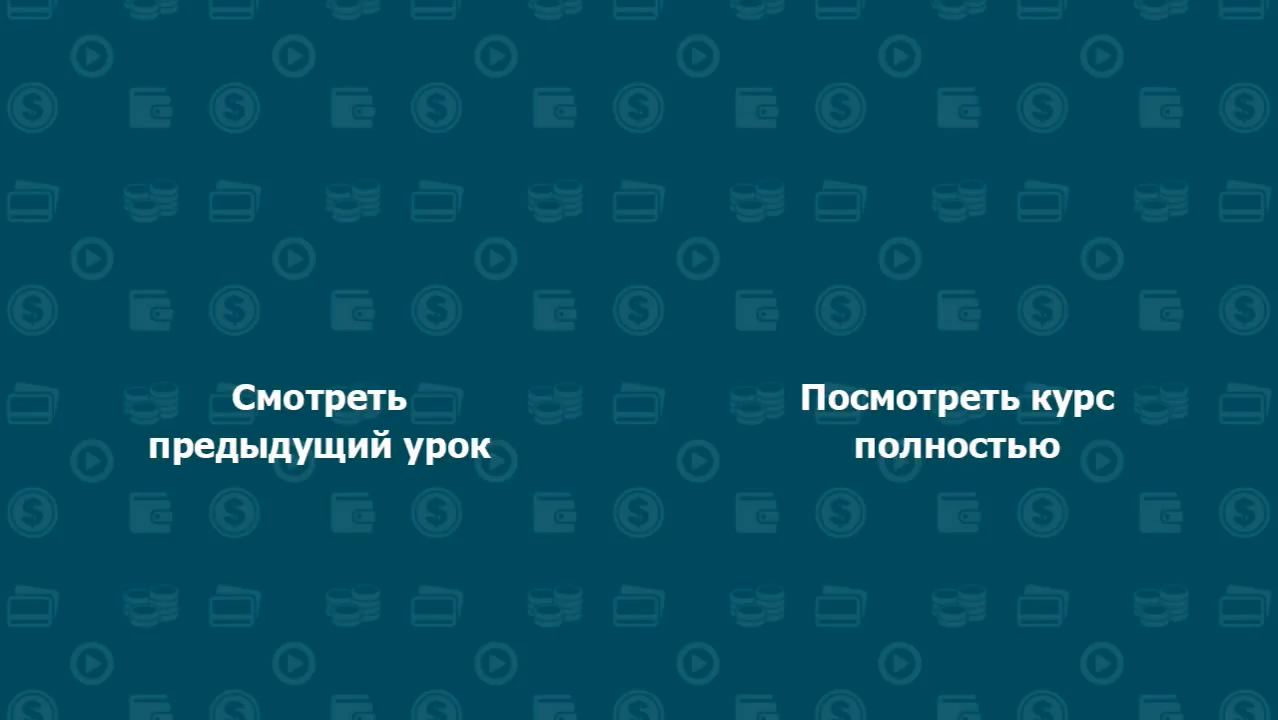 Смотреть
предыдущий урок
Посмотреть курс
полностью